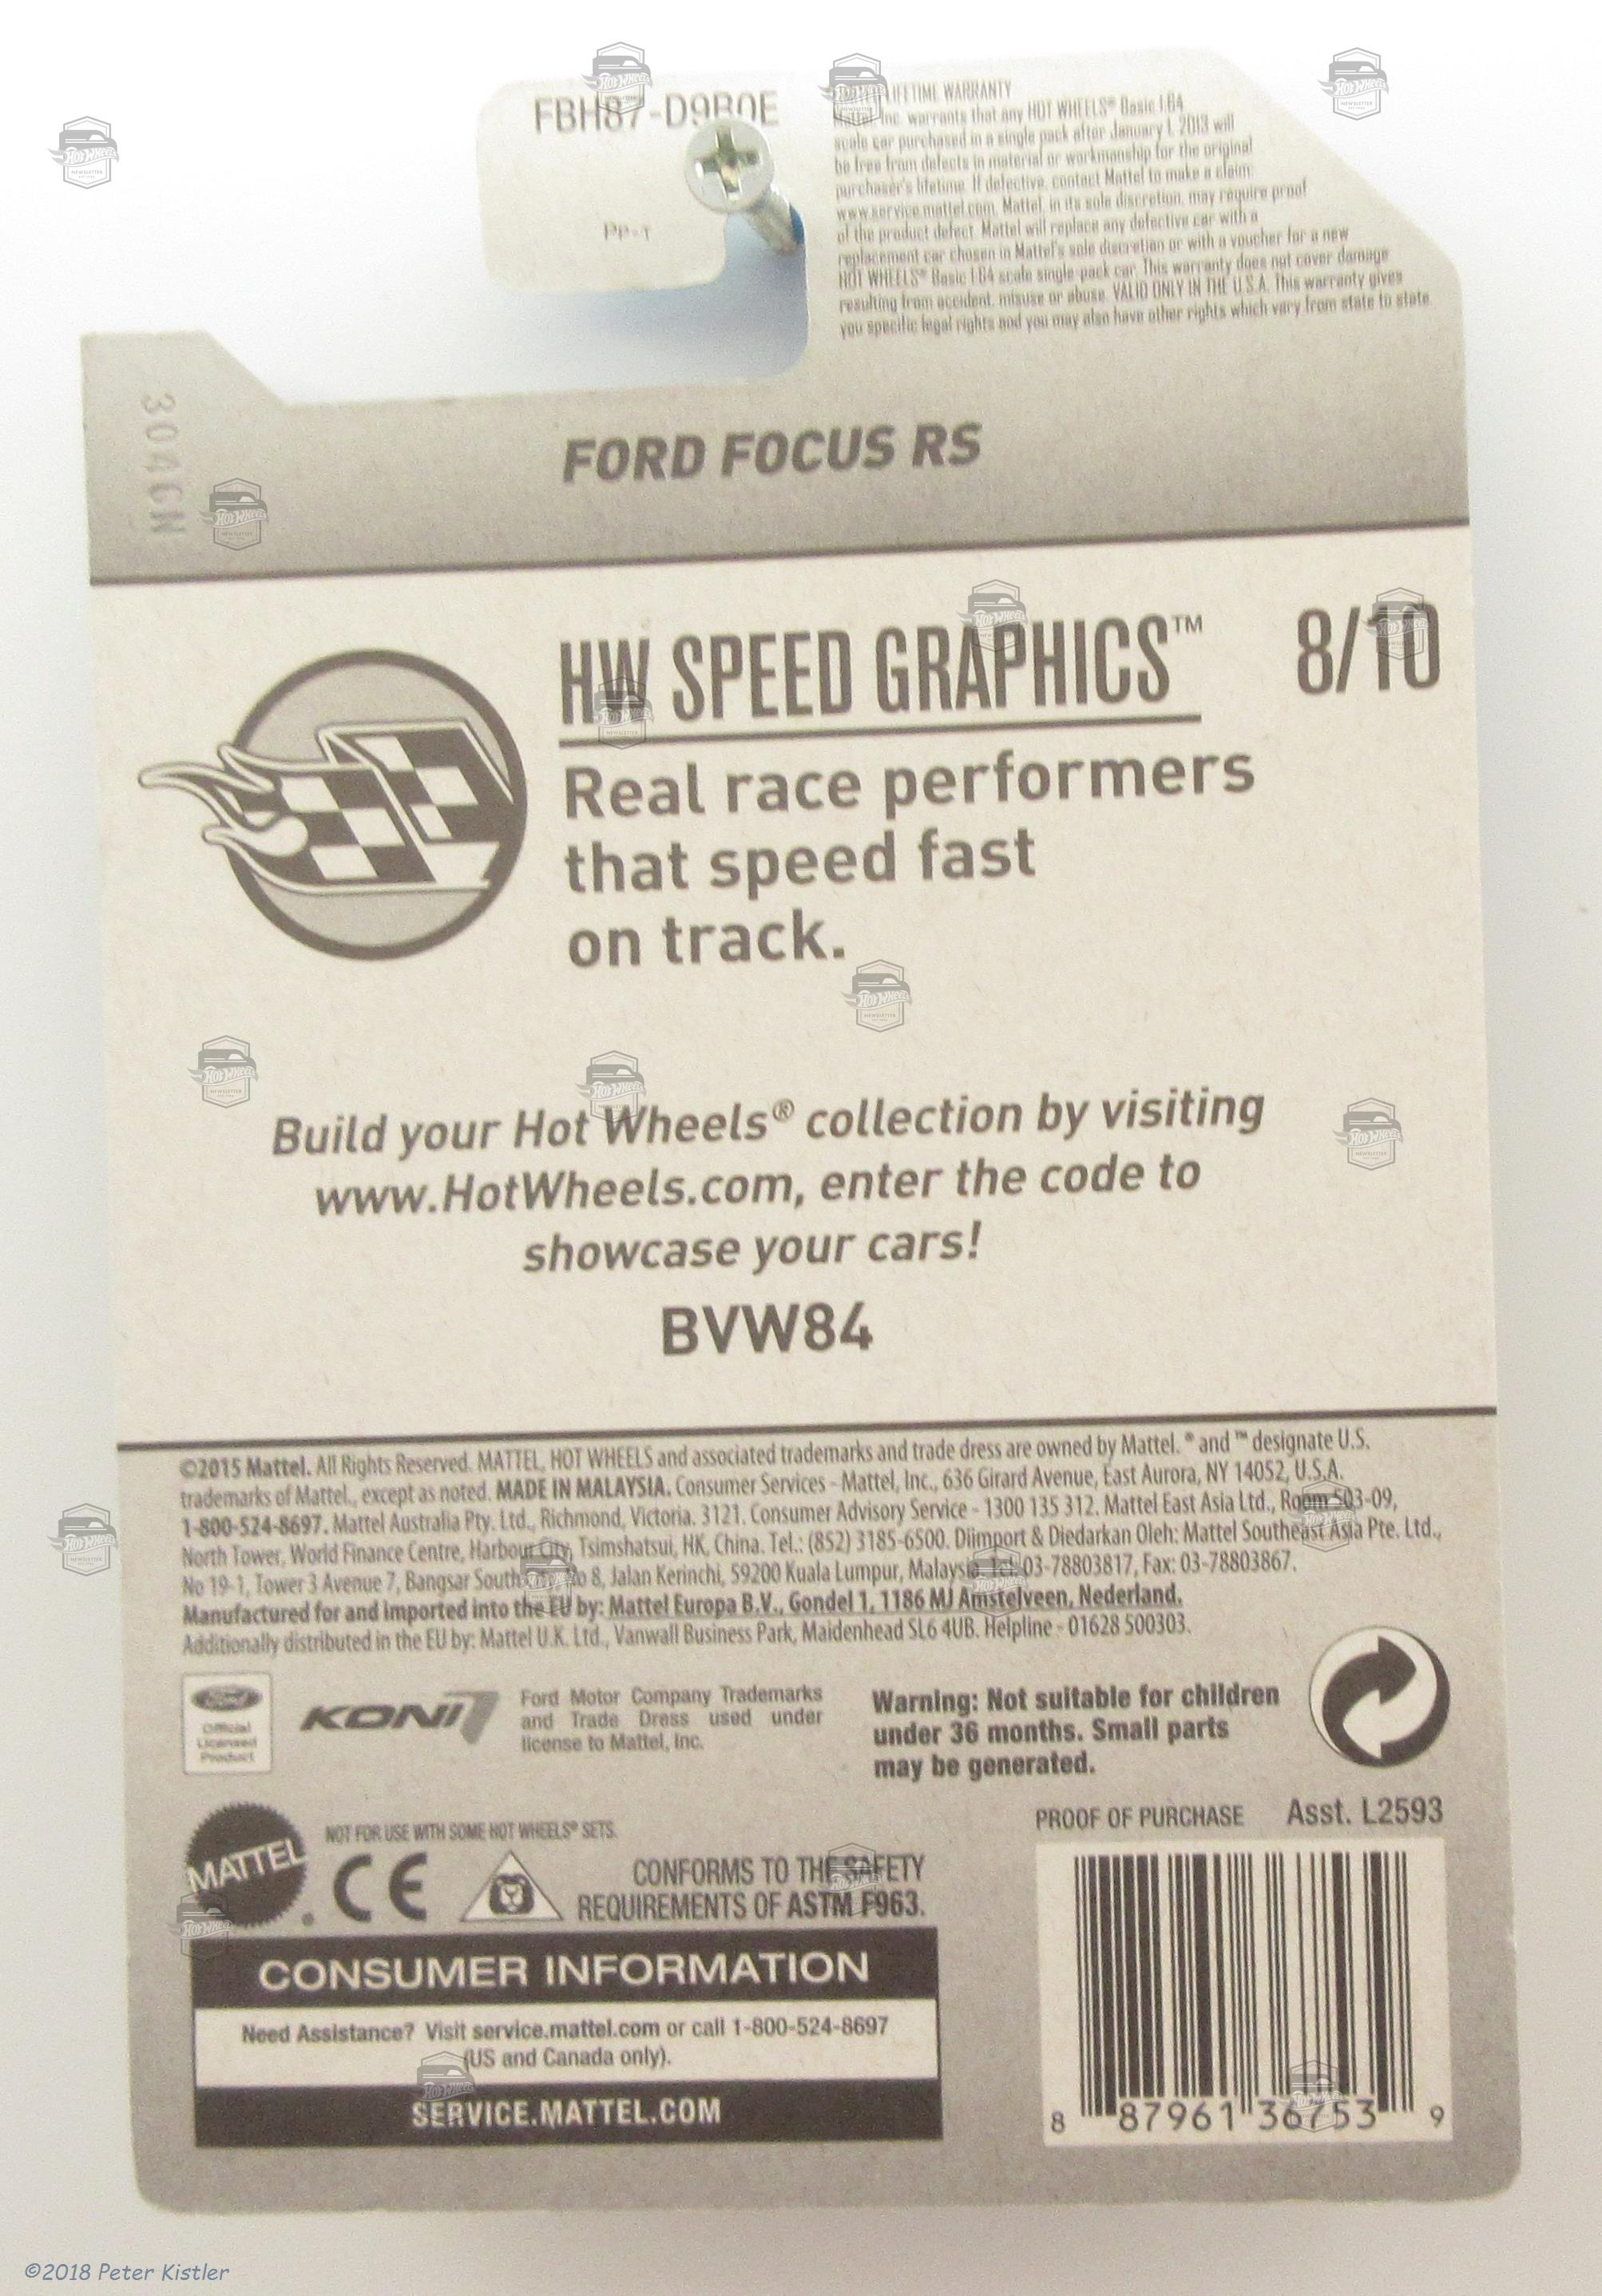 FBH87-D9B0E
PP-1
LIFETIME WARRANTY
Mattel, Inc. warrants that any HOT WHEELS® Basic 1:64
scale car purchased in a single pack after January 1, 2013 will
be free from defects in material or workmanship for the original
purchaser's lifetime. If defective, contact Mattel to make a claim:
www.service.mattel.com. Mattel, in its sole discretion, may require proof
of the product defect. Mattel will replace any defective car with a
replacement car chosen in Mattel's sole discretion or with a voucher for a new
HOT WHEELS® Basic 1:64 scale single-pack car. This warranty does not cover damage
resulting from accident, misuse or abuse. VALID ONLY IN THE U.S.A. This warranty gives
you specific legal rights and you may also have other rights which vary from state to state.
304CN
FORD FOCUS RS
HW SPEED GRAPHICS™ 8/10
Real race performers
that speed fast
on track.
Build your Hot Wheels® collection by visiting
www.HotWheels.com, enter the code to
showcase your cars!
BVW84
©2015 Mattel. All Rights Reserved. MATTEL, HOT WHEELS and associated trademarks and trade dress are owned by Mattel. ® and ™ designate U.S.
trademarks of Mattel, except as noted. MADE IN MALAYSIA. Consumer Services - Mattel, Inc., 636 Girard Avenue, East Aurora, NY 14052, U.S.A.
1-800-524-8697. Mattel Australia Pty. Ltd., Richmond, Victoria. 3121. Consumer Advisory Service - 1300 135 312. Mattel East Asia Ltd., Room 503-09,
North Tower, World Finance Centre, Harbour City, Tsimshatsui, HK, China. Tel.: (852) 3185-6500. Diimport & Diedarkan Oleh: Mattel Southeast Asia Pte. Ltd.,
No 19-1, Tower 3 Avenue 7, Bangsar South No 8, Jalan Kerinchi, 59200 Kuala Lumpur, Malaysia. Tel: 03-78803817, Fax: 03-78803867.
Manufactured for and imported into the EU by: Mattel Europa B.V., Gondel 1, 1186 MJ Amstelveen, Nederland.
Additionally distributed in the EU by: Mattel U.K. Ltd., Vanwall Business Park, Maidenhead SL6 4UB. Helpline - 01628 500303.
Ford
Official
Licensed
Product
KONI
Ford Motor Company Trademarks
and Trade Dress used under
license to Mattel, Inc.
Warning: Not suitable for children
under 36 months. Small parts
may be generated.
PROOF OF PURCHASE Asst. L2593
MATTEL
NOT FOR USE WITH SOME HOT WHEELS® SETS.
CE
CONFORMS TO THE SAFETY
REQUIREMENTS OF ASTM F963.
CONSUMER INFORMATION
Need Assistance? Visit service.mattel.com or call 1-800-524-8697
(US and Canada only).
SERVICE.MATTEL.COM
8 87961 36753 9
©2018 Peter Kistler